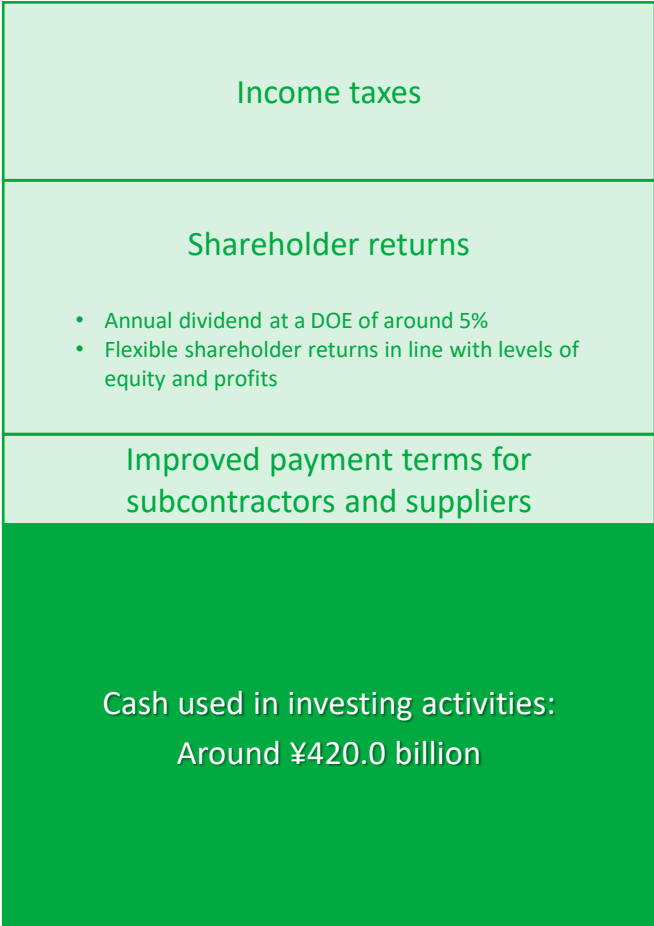 Income taxes
Shareholder returns
• Annual dividend at a DOE of around 5%
• Flexible shareholder returns in line with levels of
equity and profits
Improved payment terms for
subcontractors and suppliers
Cash used in investing activities:
Around ¥420.0 billion